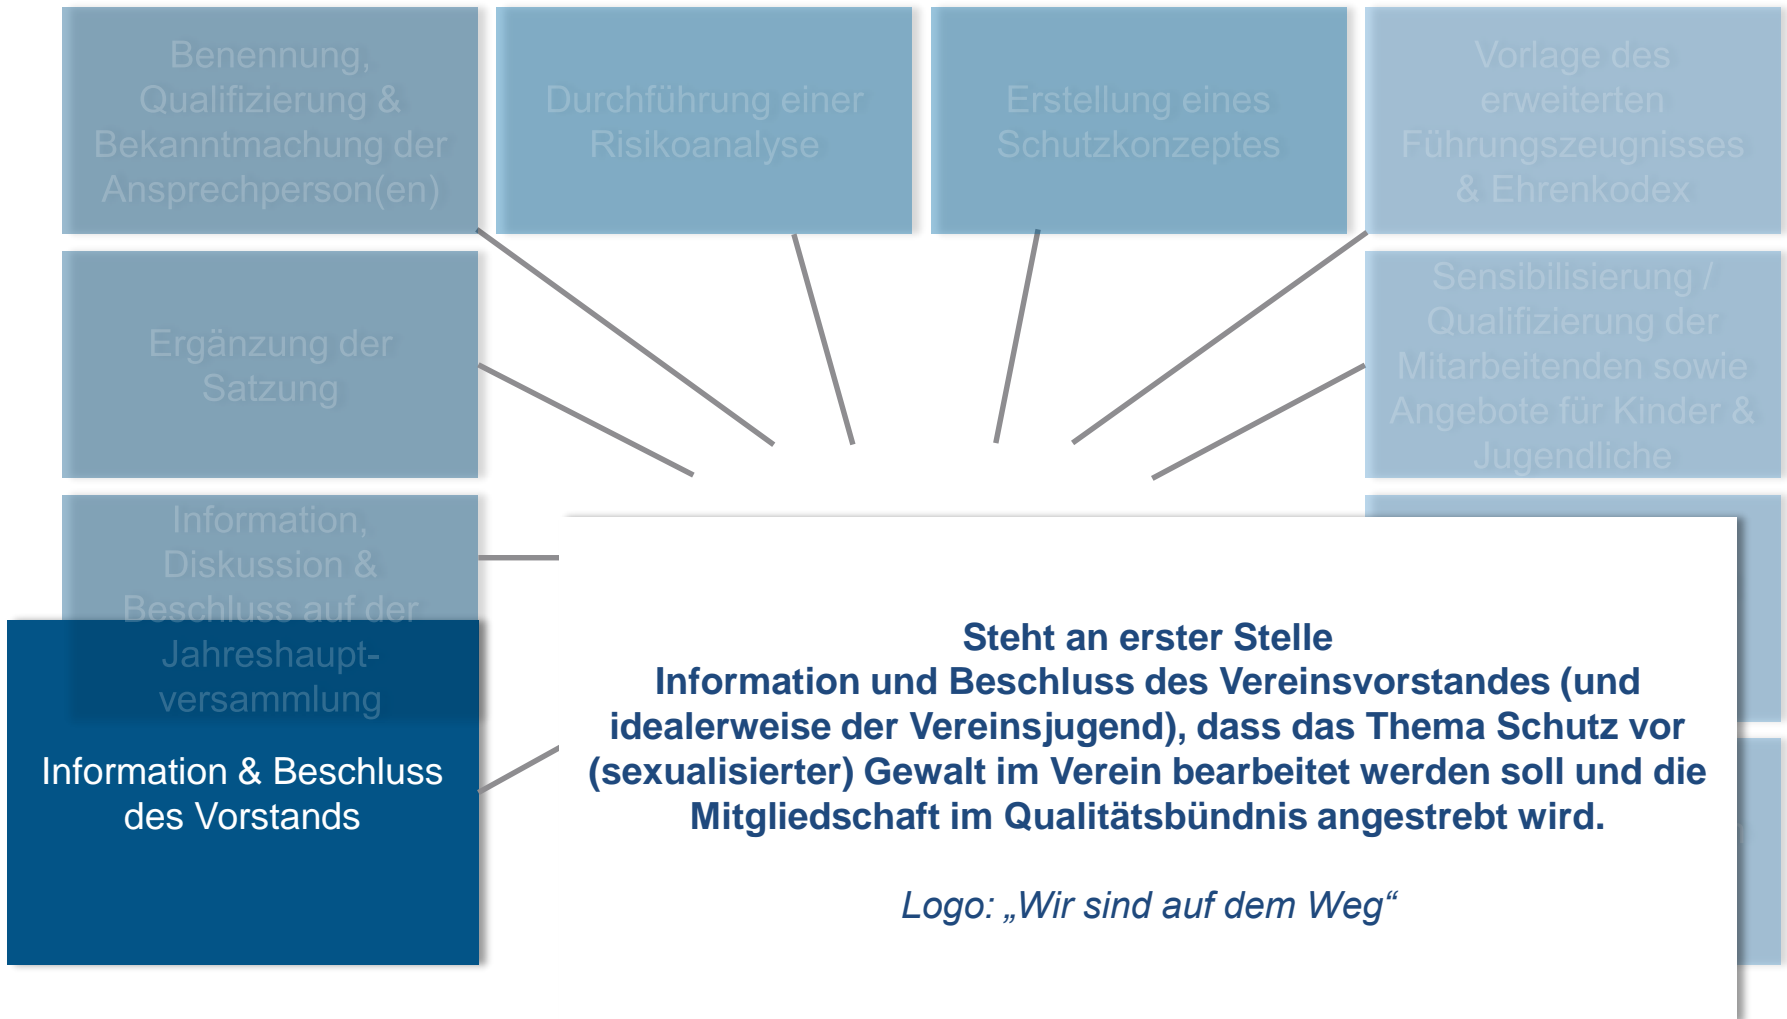 Benennung,
Qualifizierung &
Bekanntmachung der
Ansprechperson(en)
Durchführung einer
Risikoanalyse
Erstellung eines
Schutzkonzeptes
Vorlage des
erweiterten
Führungszeugnisses
& Ehrenkodex
Ergänzung der
Satzung
Sensibilisierung /
Qualifizierung der
Mitarbeitenden sowie
Angebote für Kinder &
Jugendliche
Information,
Diskussion &
Beschluss auf der
Jahreshaupt-
versammlung
Information & Beschluss
des Vorstands
Steht an erster Stelle
Information und Beschluss des Vereinsvorstandes (und
idealerweise der Vereinsjugend), dass das Thema Schutz vor
(sexualisierter) Gewalt im Verein bearbeitet werden soll und die
Mitgliedschaft im Qualitätsbündnis angestrebt wird.
Logo: „Wir sind auf dem Weg“